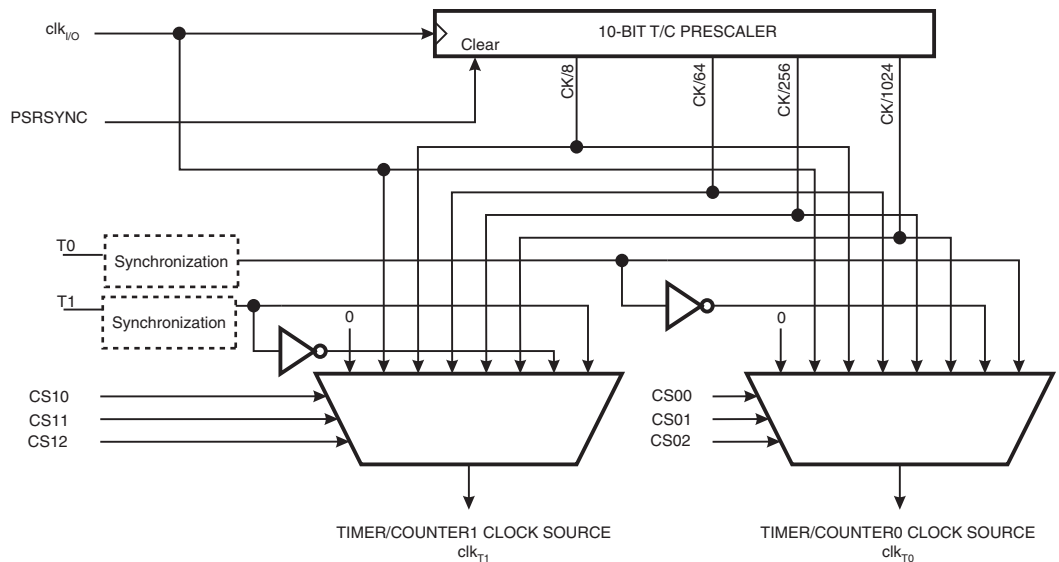 clkI/O
10-BIT T/C PRESCALER
Clear
CK/8
CK/64
CK/256
CK/1024
PSRSYNC
T0
Synchronization
T1
Synchronization
0
0
CS10
CS11
CS12
CS00
CS01
CS02
TIMER/COUNTER1 CLOCK SOURCE
clkT1
TIMER/COUNTER0 CLOCK SOURCE
clkT0